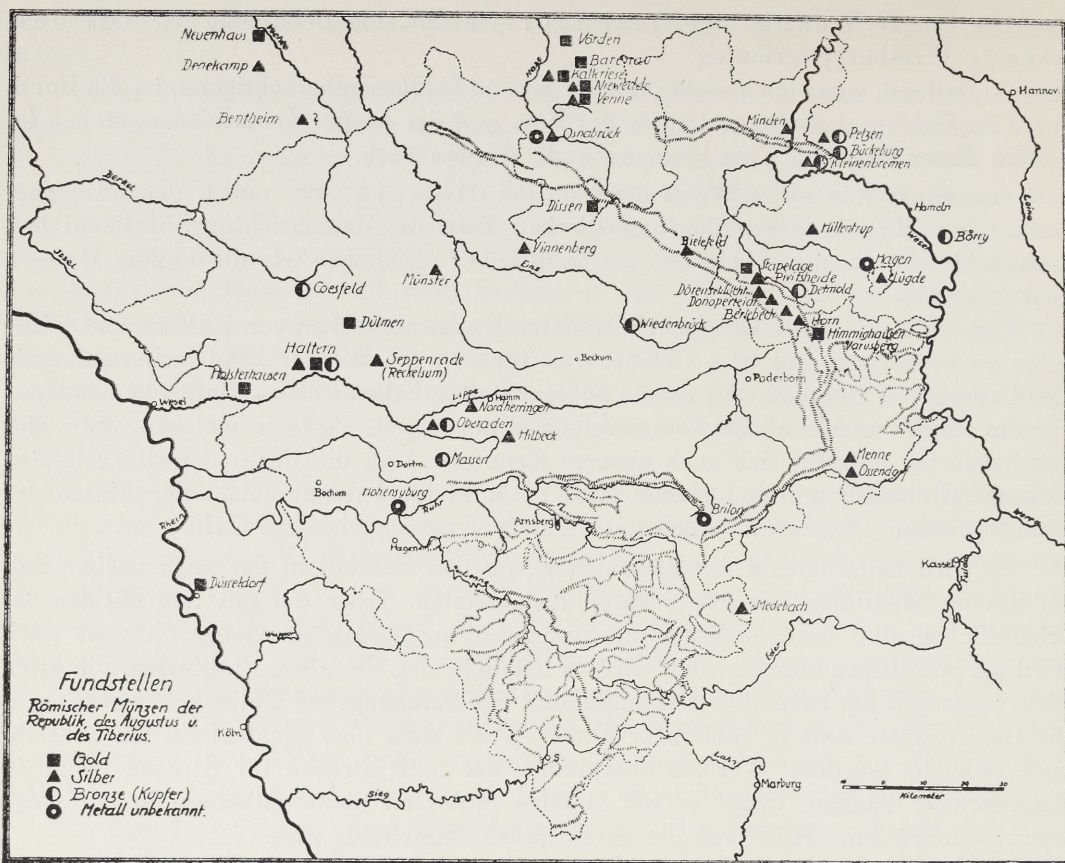 Neuenhaus
Denekamp
Bentheim ?
Vörden
Barenau
Kalkriese
Niewedde
Venne
Hase
Osnabrück
Minden
Petzen
Bückeburg
Kleinenbremen
Hannov.
Leine
Hameln
Weser
Börry
Dissen
Vinnenberg
Ems
Bielefeld
Hillentrup
Hagen
Lügde
Stapelage
Pivitsheide
Dörenschlucht
Detmold
Donoperteich
Berlebeck
Horn
Himmighausen
Varusberg.
Berkel
Issel
Coesfeld
Münster
Dülmen
Wiedenbrück
Beckum
Paderborn
Haltern
Holsterhausen
Seppenrade
(Reckelsum)
Wesel
Lippe
Hamm
Nordherringen
Oberaden
Hilbeck
Dortm.
Massen
Bochum
Hohensyburg
Ruhr
Hagen
Arnsberg
Brilon
Menne
Ossendorf
Werra
Kassel
Fulda
Rhein
Düsseldorf
Wupper
Lenne
Medebach
Eder
Köln
Sieg
S.
Lahn
Marburg
Fundstellen
Römischer Münzen der
Republik, des Augustus u.
des Tiberius.
Gold
Silber
Bronze (Kupfer)
Metall unbekannt.
Kilometer